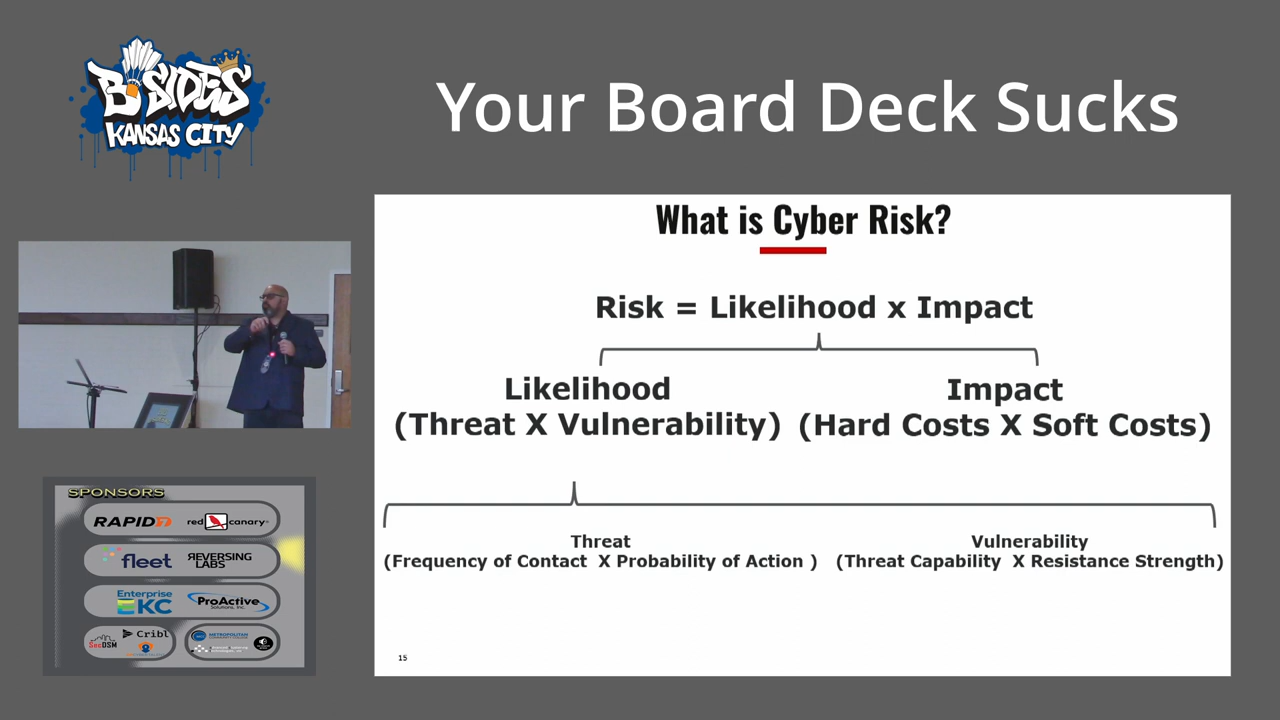 B-SIDES
KANSAS CITY
Your Board Deck Sucks
What is Cyber Risk?
Risk = Likelihood x Impact
Likelihood
(Threat X Vulnerability)
Impact
(Hard Costs X Soft Costs)
Threat
(Frequency of Contact X Probability of Action )
Vulnerability
(Threat Capability X Resistance Strength)
15
SPONSORS
RAPID7
red canary
fleet
REVERSING
LABS
Enterprise
KC
ProActive
Solutions, Inc.
SecDSM
Cribl
METROPOLITAN